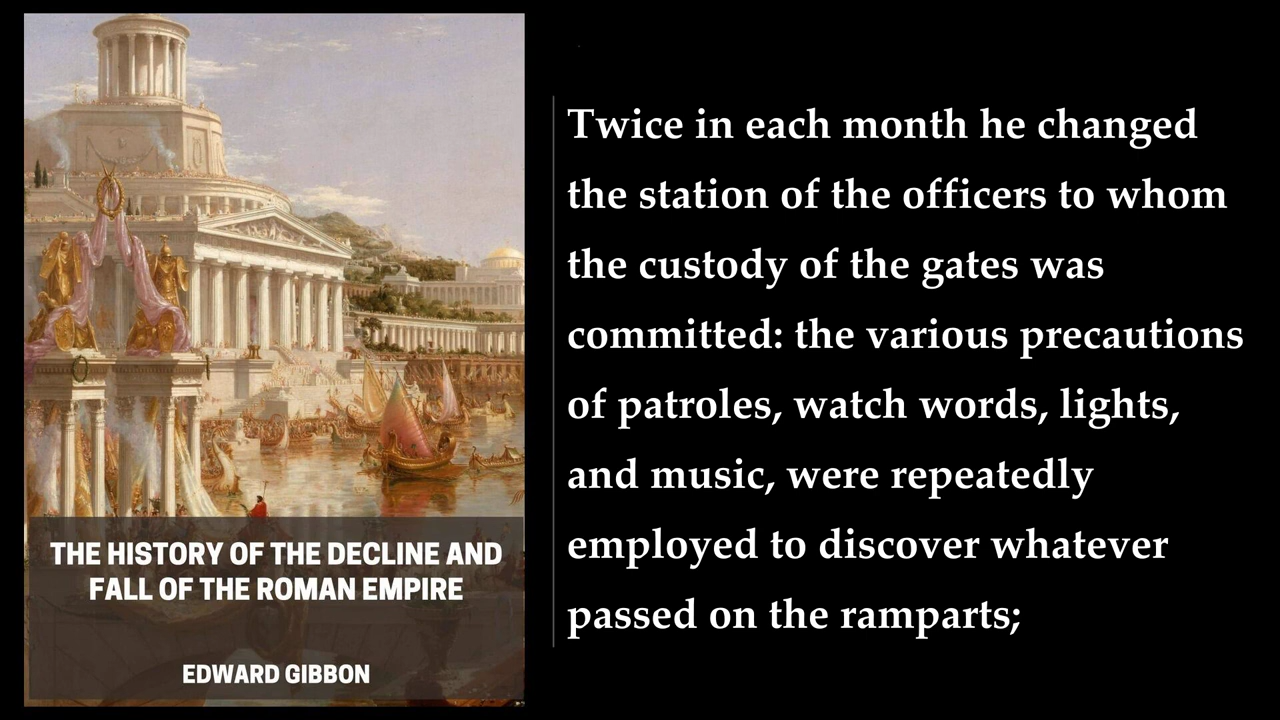 THE HISTORY OF THE DECLINE AND
FALL OF THE ROMAN EMPIRE
EDWARD GIBBON
Twice in each month he changed
the station of the officers to whom
the custody of the gates was
committed: the various precautions
of patroles, watch words, lights,
and music, were repeatedly
employed to discover whatever
passed on the ramparts;